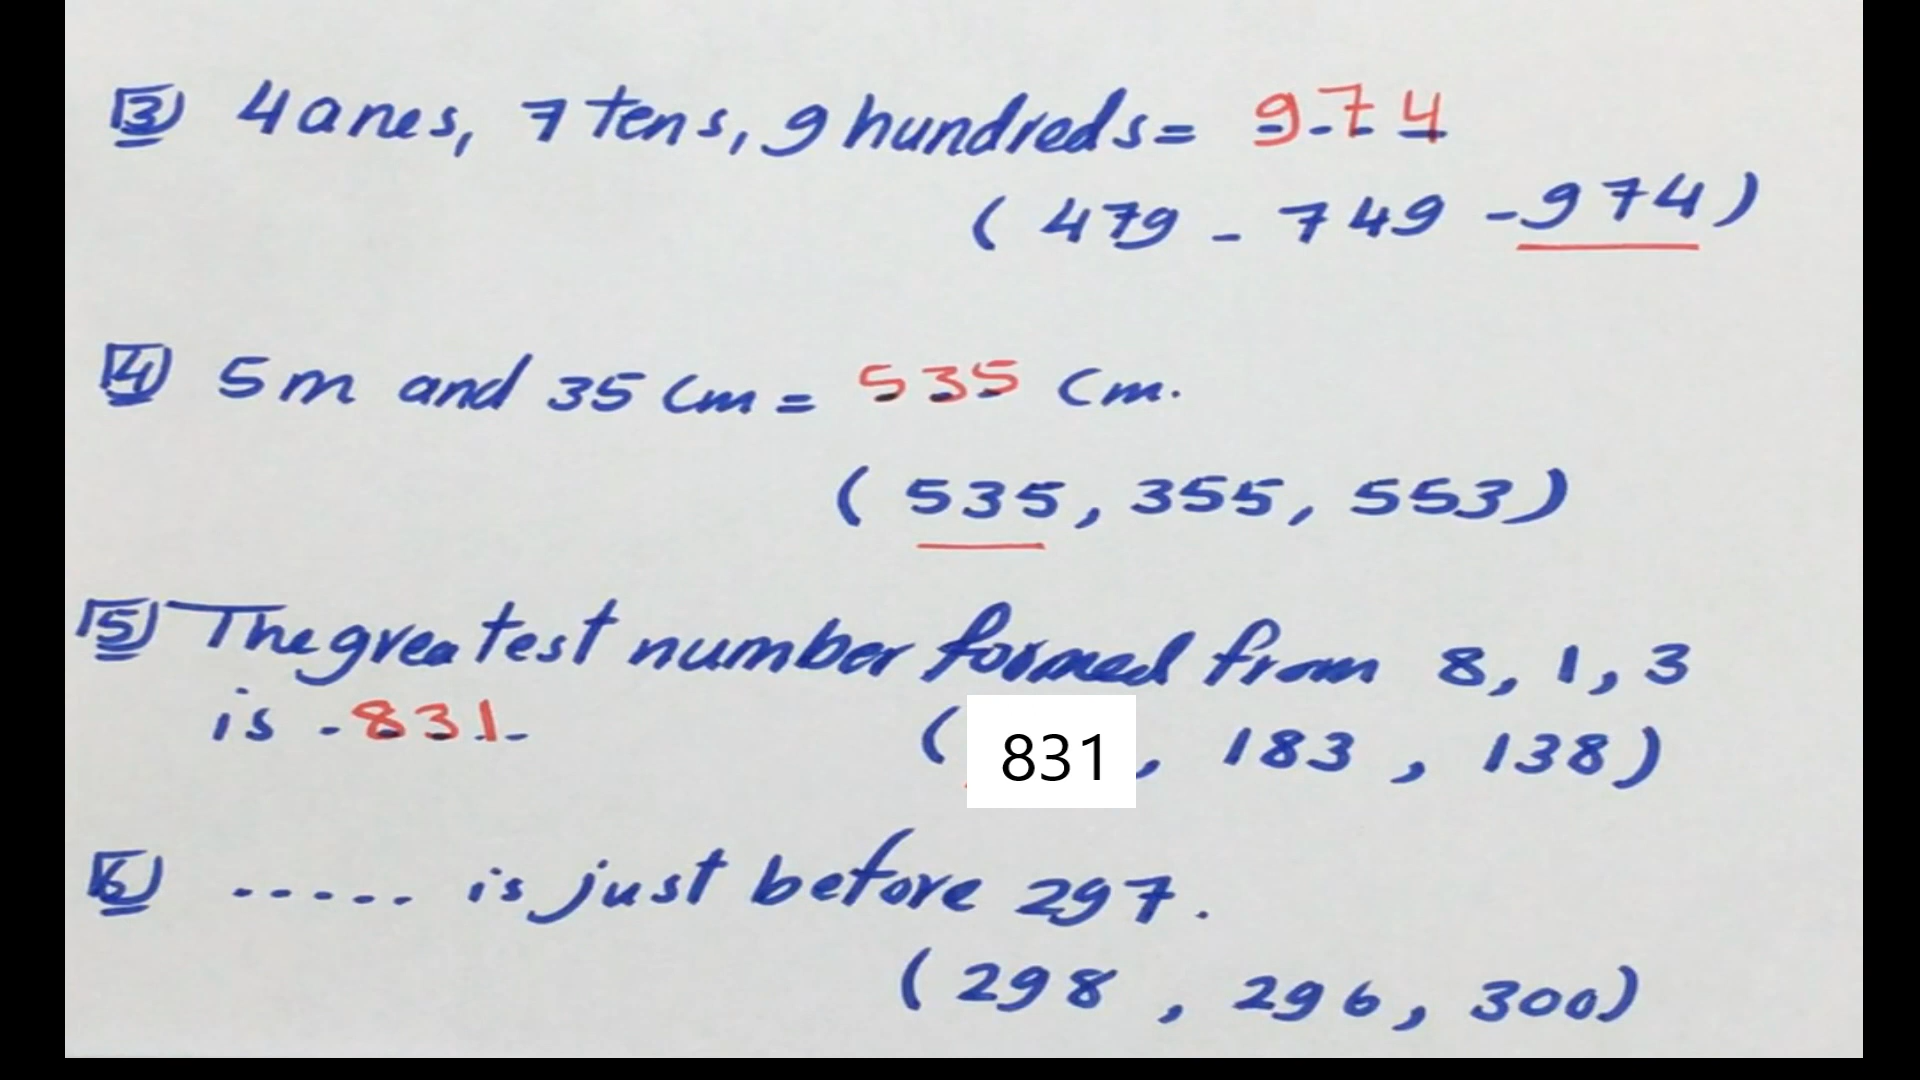 3 4 anes, 7 tens, 9 hundreds = 974
( 479 - 749 - 974 )
4 5 m and 35 cm = 535 cm.
( 535, 355, 553 )
5 The greatest number formed from 8, 1, 3
is 831 ( 831, 183, 138 )
6 ..... is just before 297.
( 298, 296, 300 )